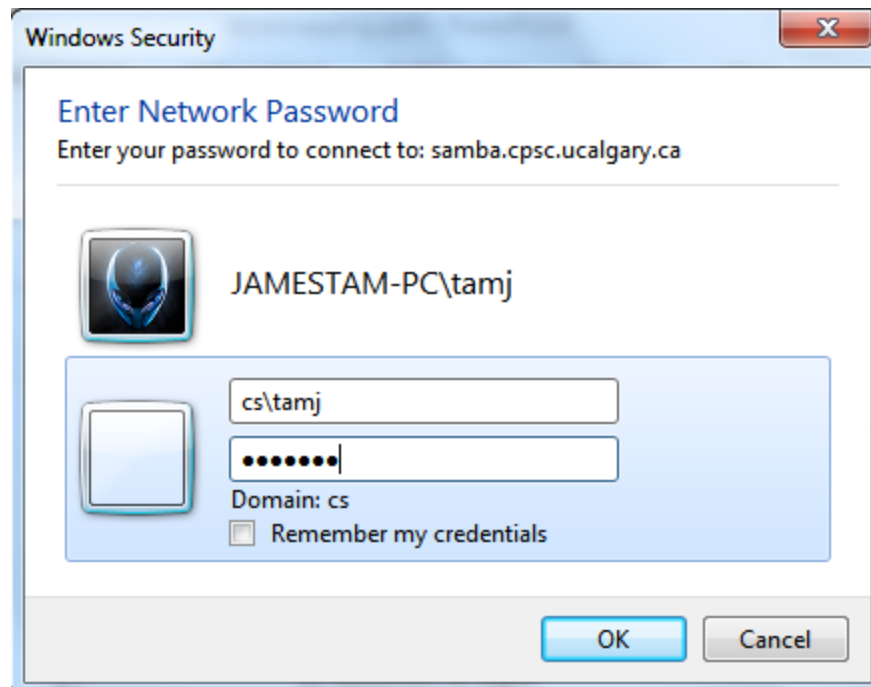 Windows Security
Enter Network Password
Enter your password to connect to: samba.cpsc.ucalgary.ca
JAMESTAM-PC\tamj
cs\tamj
●●●●●●●
Domain: cs
Remember my credentials
OK
Cancel